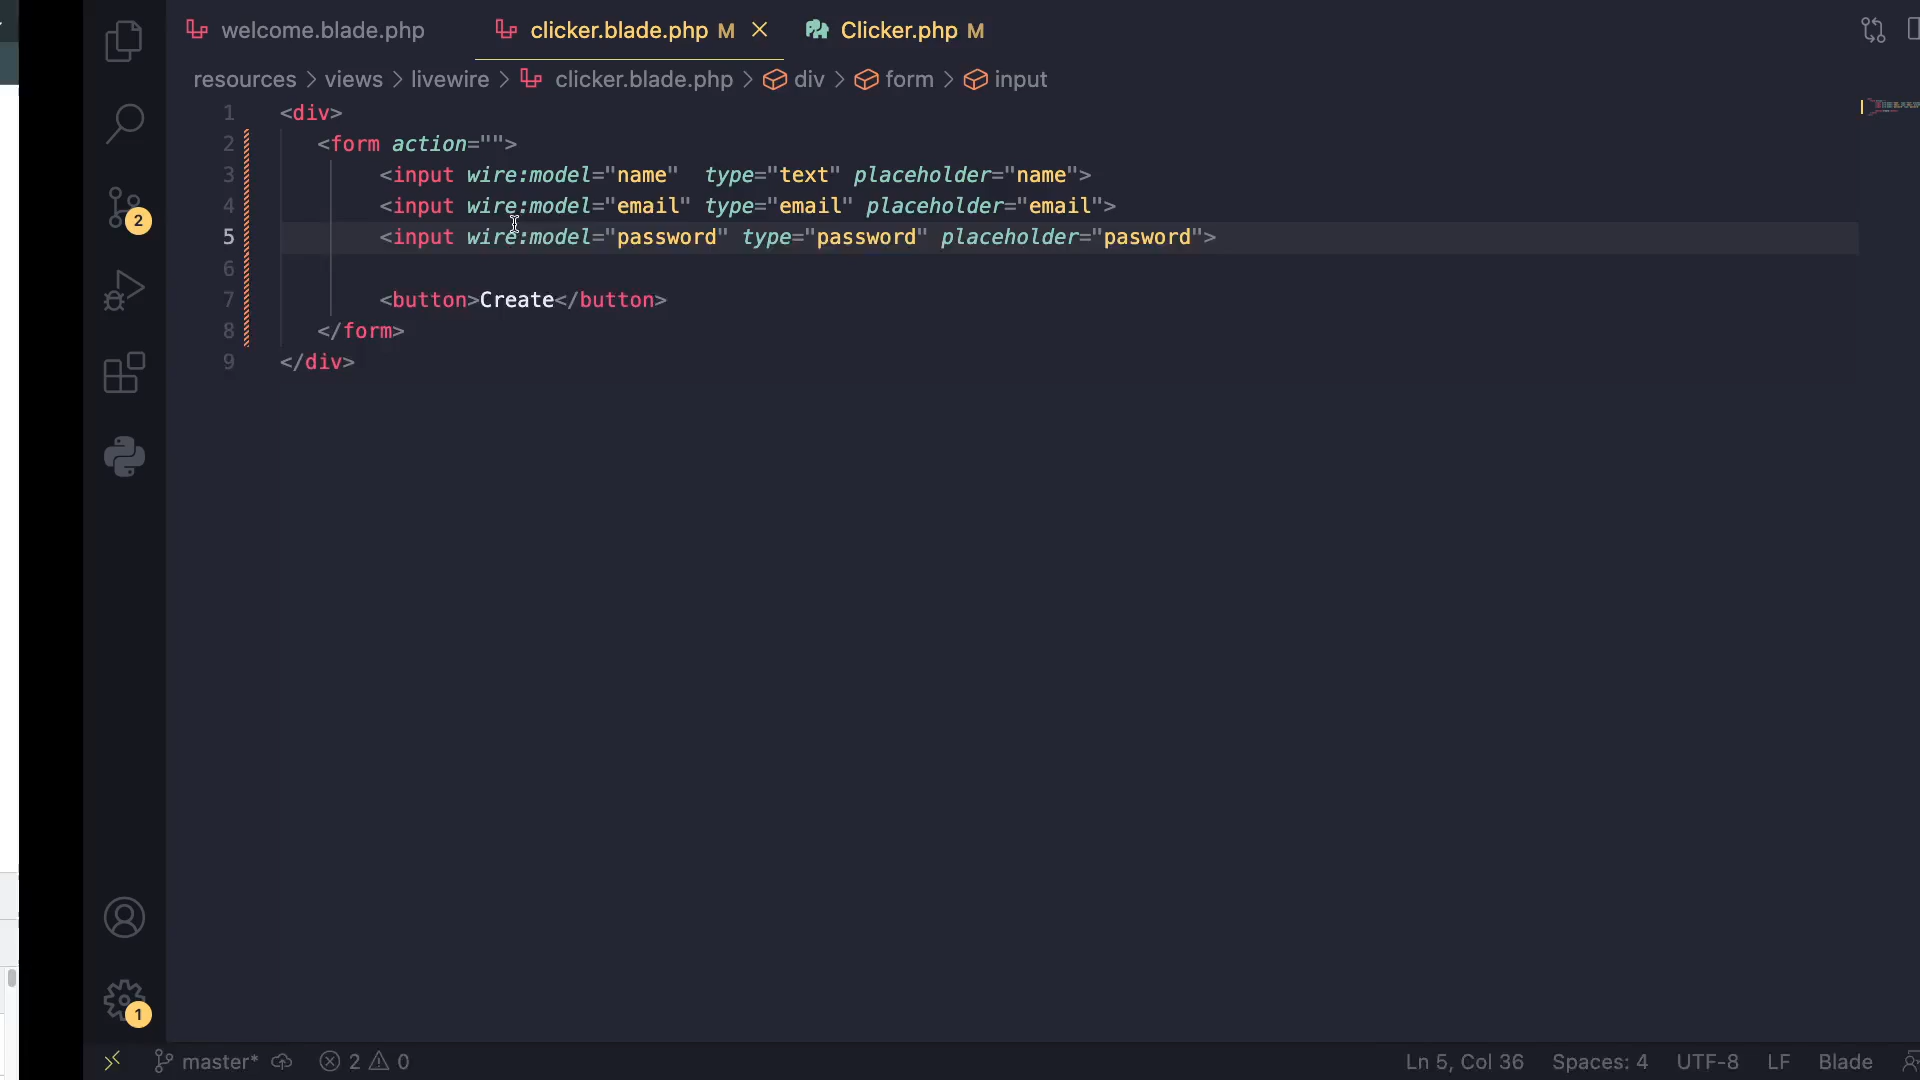 welcome.blade.php clicker.blade.php M Clicker.php M
resources > views > livewire > clicker.blade.php > div > form > input
1 <div>
2 <form action="">
3 <input wire:model="name"  type="text" placeholder="name">
4 <input wire:model="email" type="email" placeholder="email">
5 <input wire:model="password" type="password" placeholder="pasword">
6
7 <button>Create</button>
8 </form>
9 </div>
2
1
master* 2 0 Ln 5, Col 36 Spaces: 4 UTF-8 LF Blade